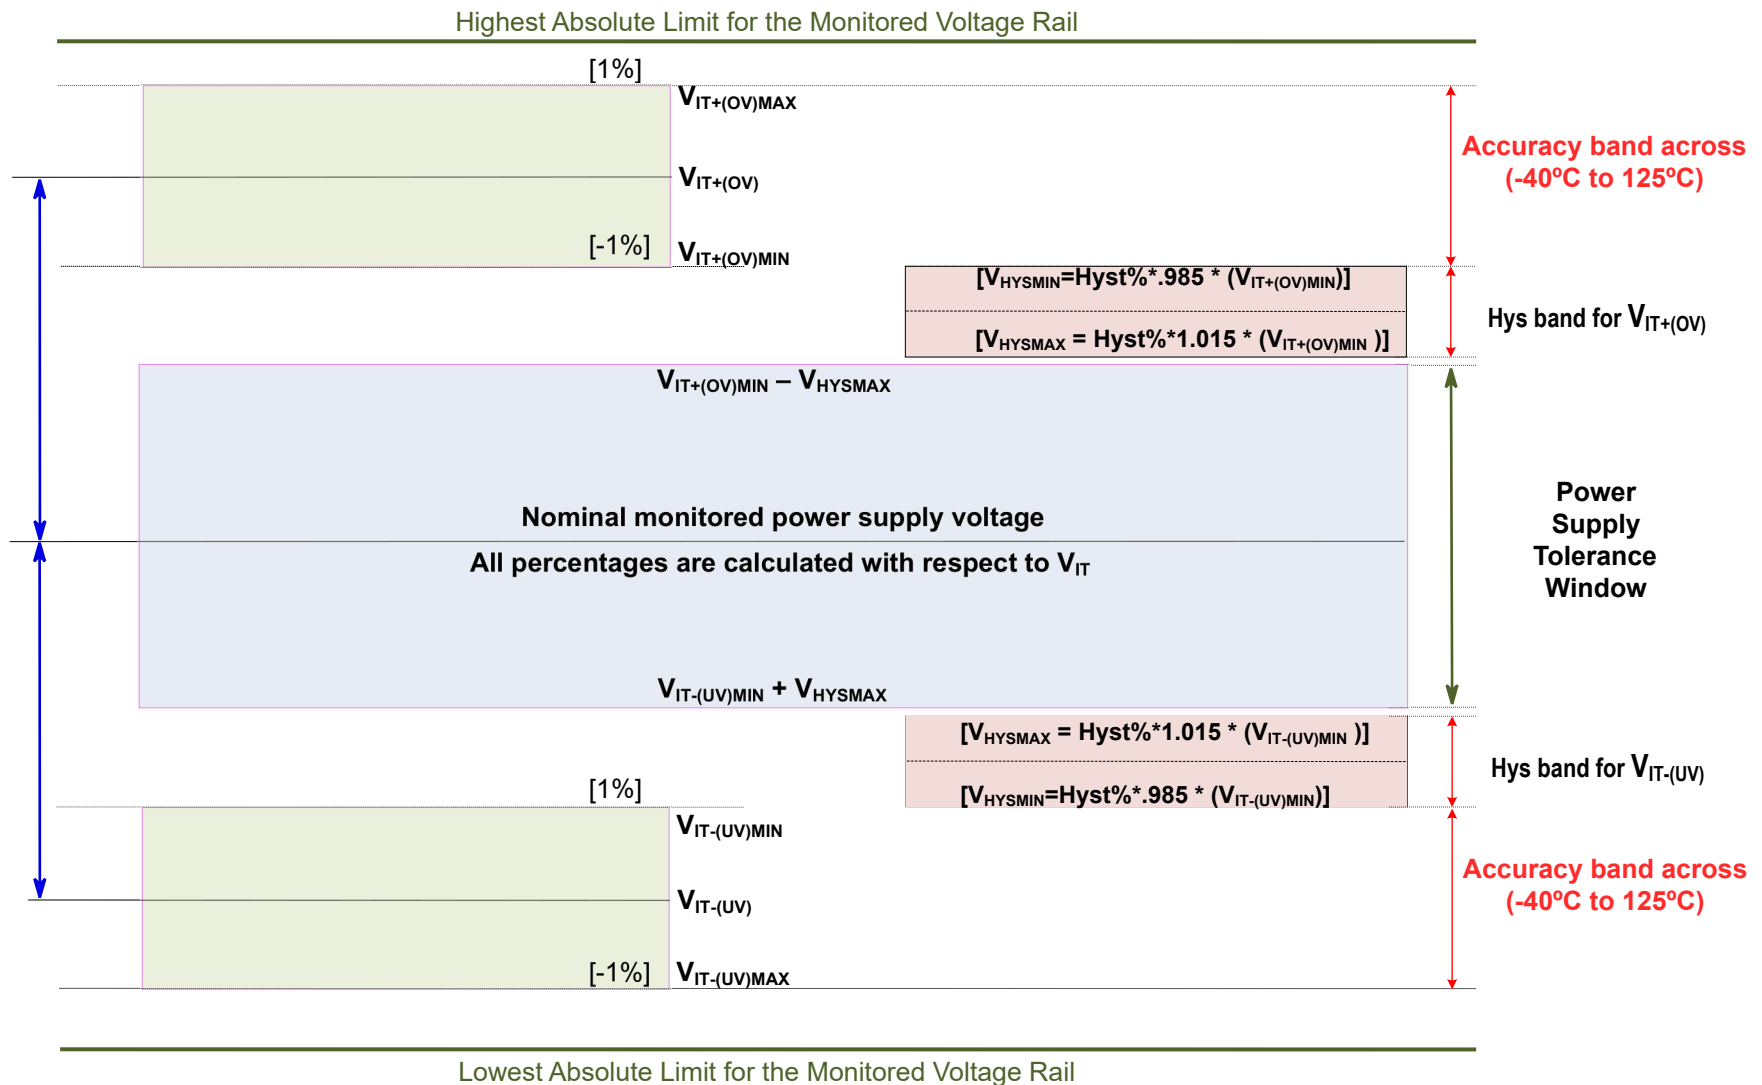 Highest Absolute Limit for the Monitored Voltage Rail
[1%]
VIT+(OV)MAX
Accuracy band across
(-40ºC to 125ºC)
VIT+(OV)
[-1%]
VIT+(OV)MIN
[VHYSMIN=Hyst%*.985 * (VIT+(OV)MIN)]
Hys band for VIT+(OV)
[VHYSMAX = Hyst%*1.015 * (VIT+(OV)MIN )]
VIT+(OV)MIN – VHYSMAX
Nominal monitored power supply voltage
All percentages are calculated with respect to VIT
Power
Supply
Tolerance
Window
VIT-(UV)MIN + VHYSMAX
[VHYSMAX = Hyst%*1.015 * (VIT-(UV)MIN )]
Hys band for VIT-(UV)
[VHYSMIN=Hyst%*.985 * (VIT-(UV)MIN)]
[1%]
VIT-(UV)MIN
Accuracy band across
(-40ºC to 125ºC)
VIT-(UV)
[-1%]
VIT-(UV)MAX
Lowest Absolute Limit for the Monitored Voltage Rail